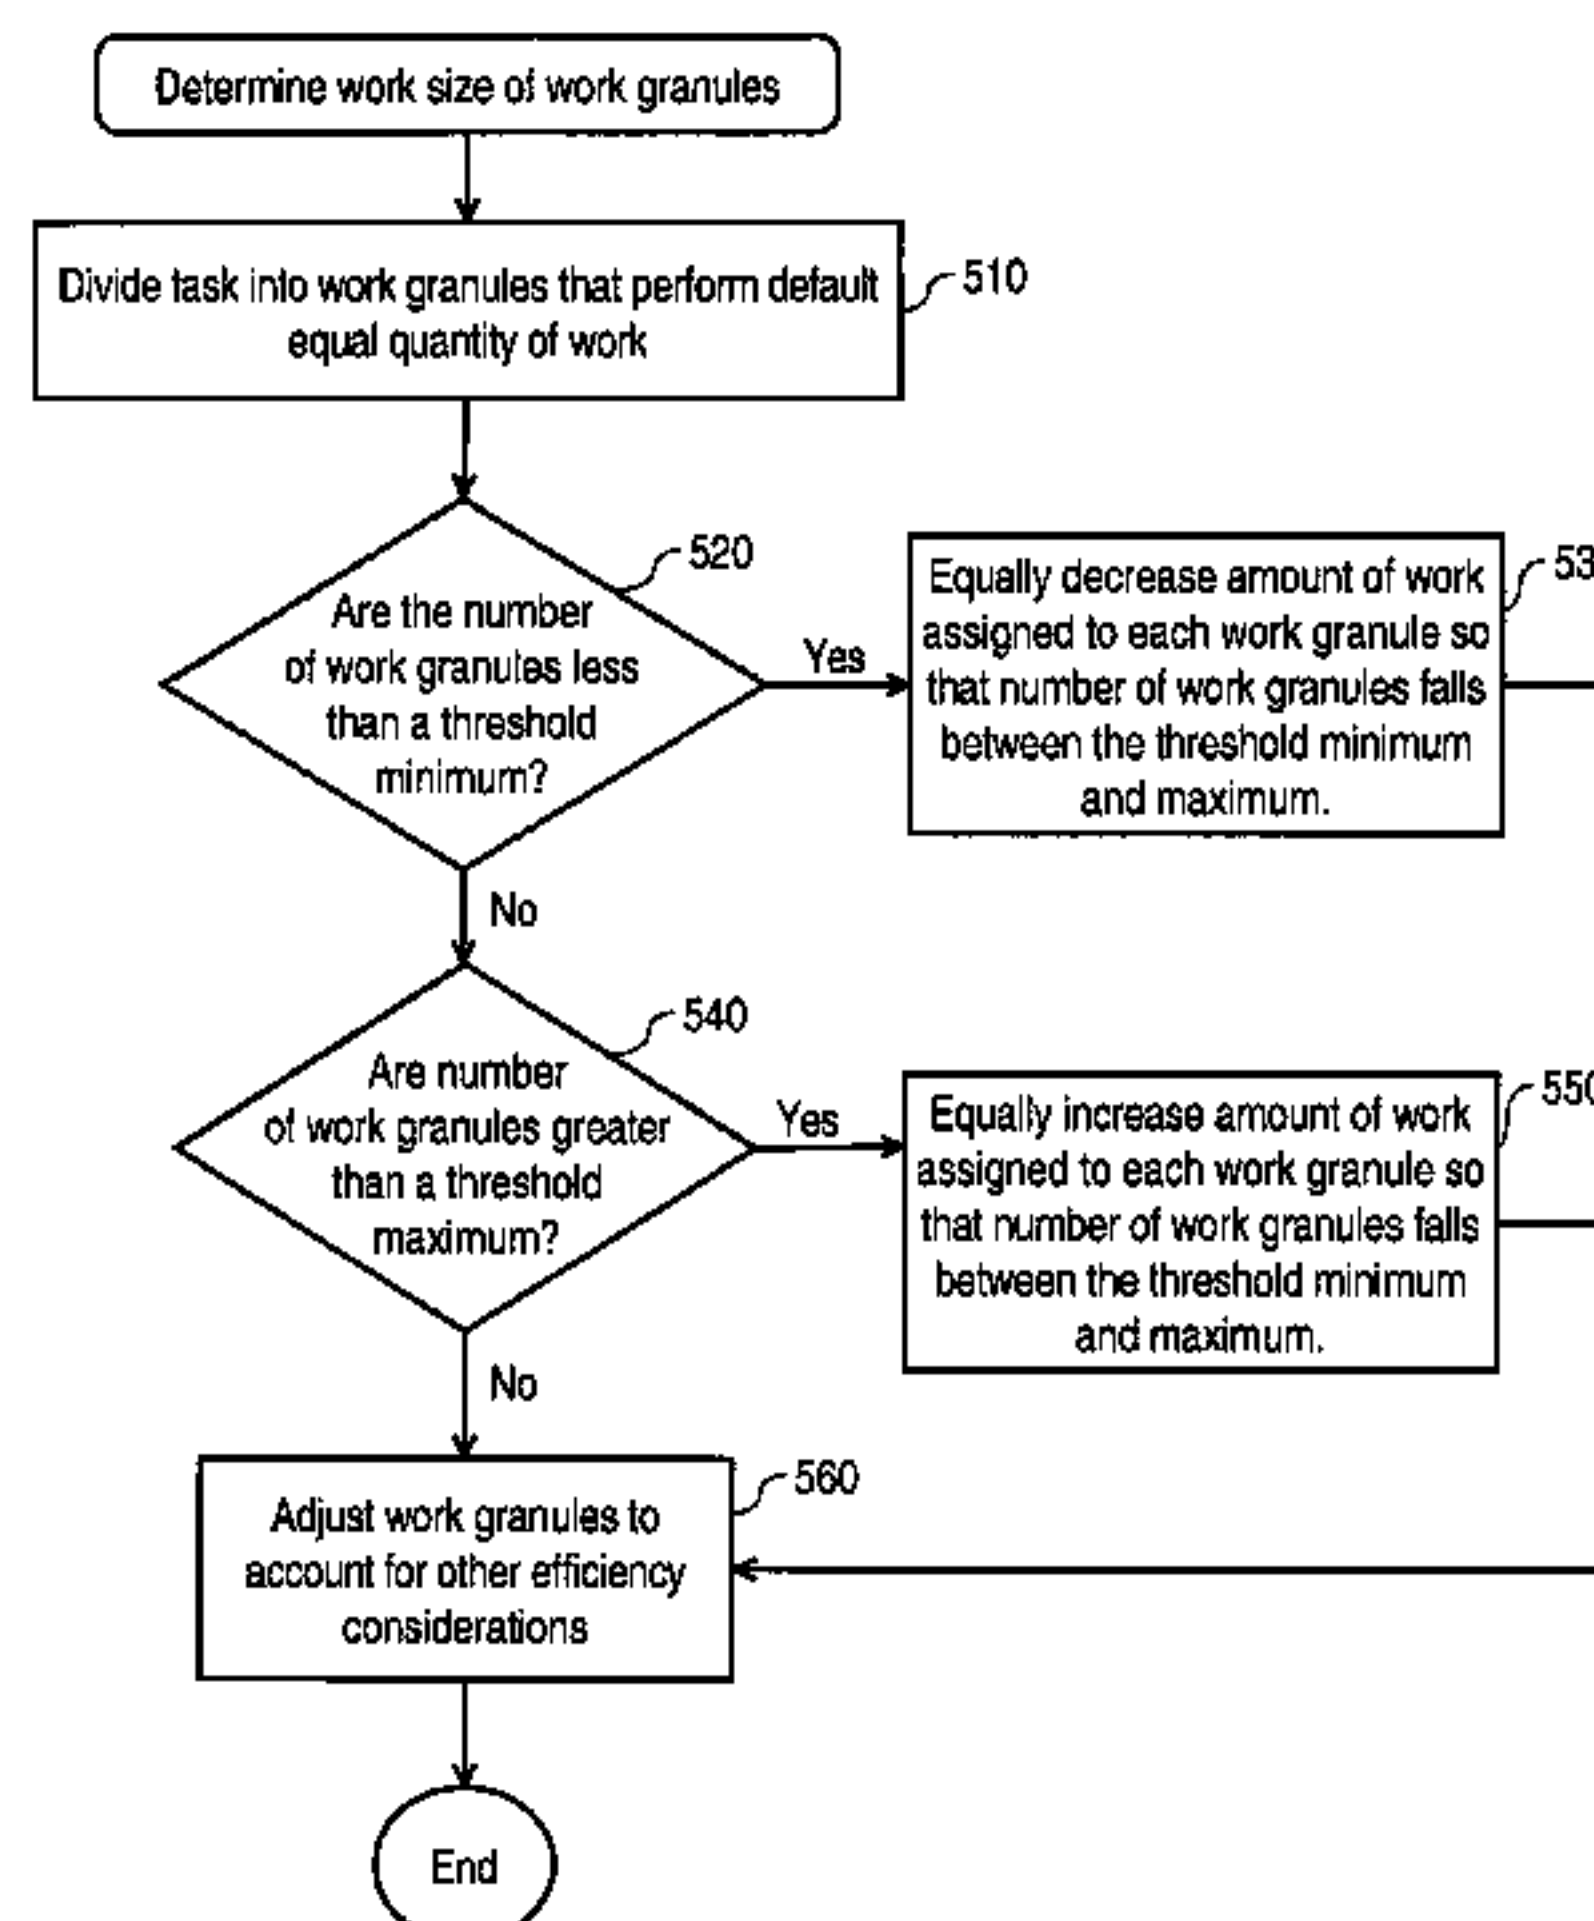 Determine work size of work granules
Divide task into work granules that perform default
equal quantity of work
510
520
Are the number
of work granules less
than a threshold
minimum?
Yes
Equally decrease amount of work
assigned to each work granule so
that number of work granules falls
between the threshold minimum
and maximum.
53
No
540
Are number
of work granules greater
than a threshold
maximum?
Yes
Equally increase amount of work
assigned to each work granule so
that number of work granules falls
between the threshold minimum
and maximum.
550
No
560
Adjust work granules to
account for other efficiency
considerations
End